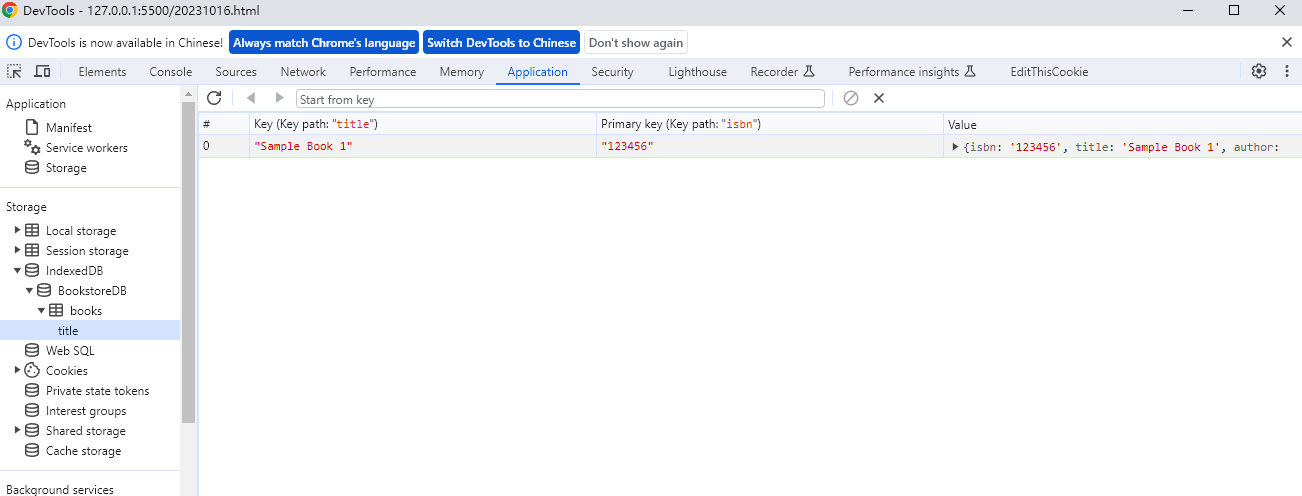 DevTools - 127.0.0.1:5500/20231016.html
DevTools is now available in Chinese! Always match Chrome's language Switch DevTools to Chinese Don't show again
Elements Console Sources Network Performance Memory Application Security Lighthouse Recorder Performance insights EditThisCookie
Application
Manifest
Service workers
Storage
Storage
Local storage
Session storage
IndexedDB
BookstoreDB
books
title
Web SQL
Cookies
Private state tokens
Interest groups
Shared storage
Cache storage
Background services
Start from key
# Key (Key path: "title") Primary key (Key path: "isbn") Value
0 "Sample Book 1" "123456" {isbn: '123456', title: 'Sample Book 1', author: